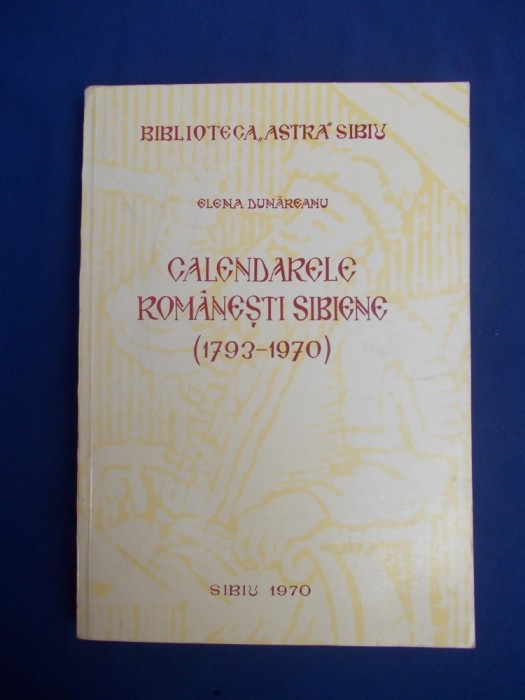 BIBLIOTECA „ASTRA" SIBIU
ELENA DUNĂREANU
CALENDARELE
ROMÂNEȘTI SIBIENE
(1793-1970)
SIBIU 1970